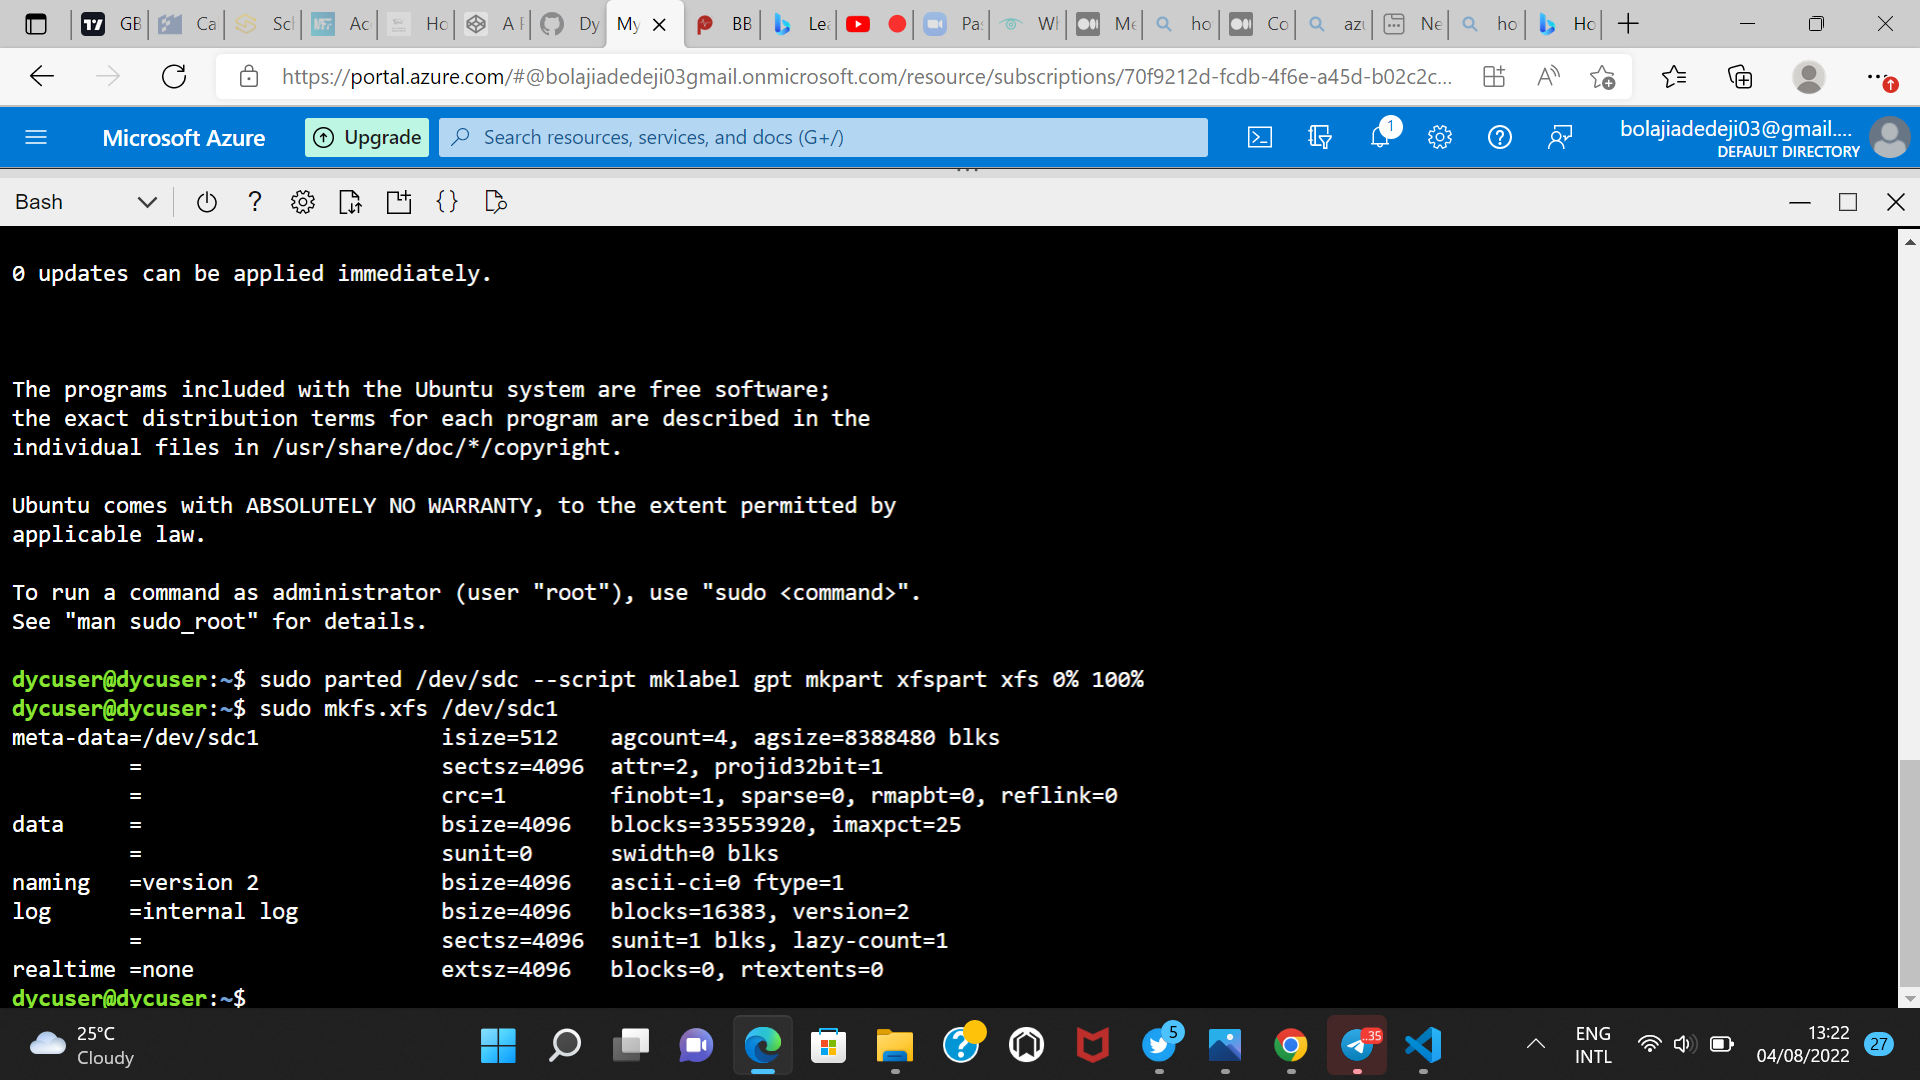 GB
Ca
Sc
Ac
Ho
A F
Dy
My
BB
Lea
Pa
Wh
Me
ho
Co
azu
Ne
ho
Ho
https://portal.azure.com/#@bolajiadedeji03gmail.onmicrosoft.com/resource/subscriptions/70f9212d-fcdb-4f6e-a45d-b02c2c...
Microsoft Azure
Upgrade
Search resources, services, and docs (G+/)
1
bolajiadedeji03@gmail....
DEFAULT DIRECTORY
Bash
0 updates can be applied immediately.
The programs included with the Ubuntu system are free software;
the exact distribution terms for each program are described in the
individual files in /usr/share/doc/*/copyright.
Ubuntu comes with ABSOLUTELY NO WARRANTY, to the extent permitted by
applicable law.
To run a command as administrator (user "root"), use "sudo <command>".
See "man sudo_root" for details.
dycuser@dycuser:~$ sudo parted /dev/sdc --script mklabel gpt mkpart xfspart xfs 0% 100%
dycuser@dycuser:~$ sudo mkfs.xfs /dev/sdc1
meta-data=/dev/sdc1 isize=512 agcount=4, agsize=8388480 blks
= sectsz=4096 attr=2, projid32bit=1
= crc=1 finobt=1, sparse=0, rmapbt=0, reflink=0
data = bsize=4096 blocks=33553920, imaxpct=25
= sunit=0 swidth=0 blks
naming =version 2 bsize=4096 ascii-ci=0 ftype=1
log =internal log bsize=4096 blocks=16383, version=2
= sectsz=4096 sunit=1 blks, lazy-count=1
realtime =none extsz=4096 blocks=0, rtextents=0
dycuser@dycuser:~$
25°C
Cloudy
5
..35
ENG
INTL
13:22
04/08/2022
27